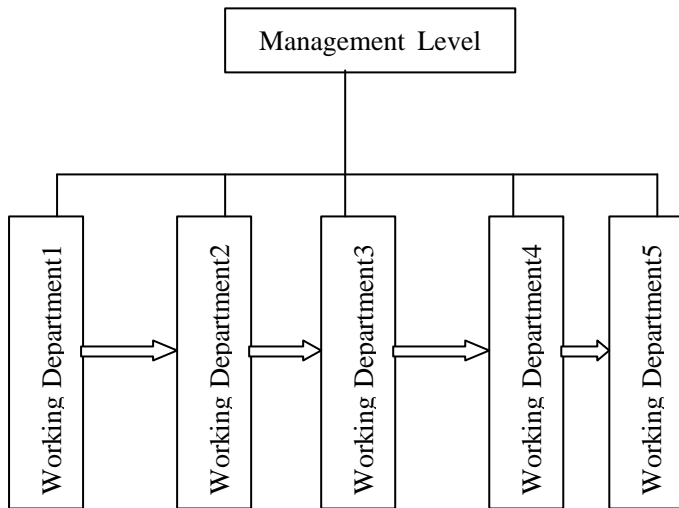 Management Level
Working Department1
Working Department2
Working Department3
Working Department4
Working Department5